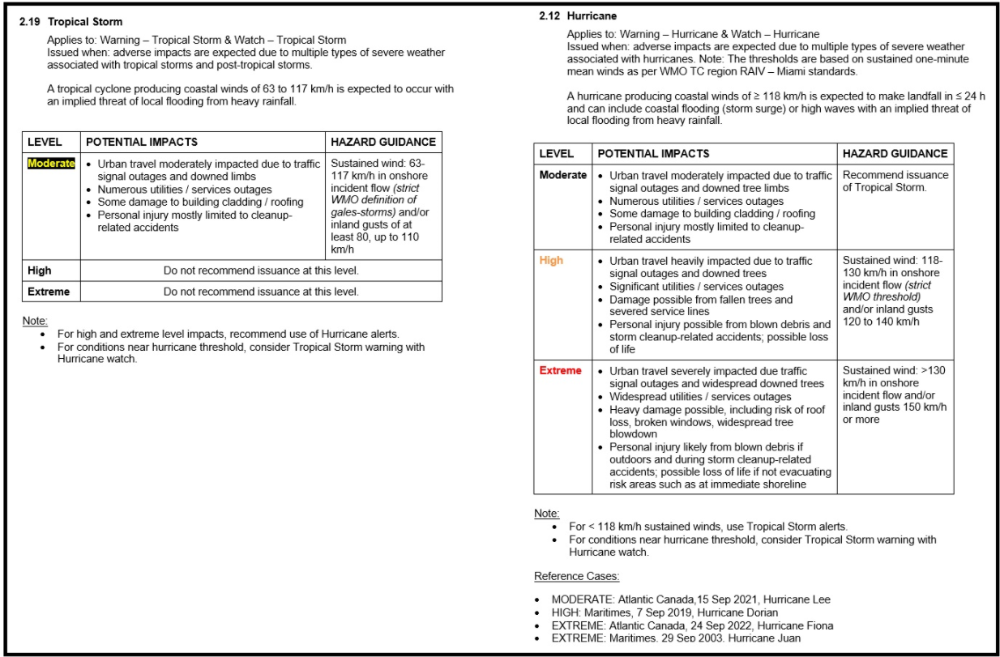 2.19 Tropical Storm
Applies to: Warning – Tropical Storm & Watch – Tropical Storm
Issued when: adverse impacts are expected due to multiple types of severe weather
associated with tropical storms and post-tropical storms.
A tropical cyclone producing coastal winds of 63 to 117 km/h is expected to occur with
an implied threat of local flooding from heavy rainfall.
LEVEL POTENTIAL IMPACTS HAZARD GUIDANCE
Moderate
• Urban travel moderately impacted due to traffic
signal outages and downed limbs
• Numerous utilities / services outages
• Some damage to building cladding / roofing
• Personal injury mostly limited to cleanup-
related accidents
Sustained wind: 63-
117 km/h in onshore
incident flow (strict
WMO definition of
gales-storms) and/or
inland gusts of at
least 80, up to 110
km/h
High Do not recommend issuance at this level.
Extreme Do not recommend issuance at this level.
Note:
• For high and extreme level impacts, recommend use of Hurricane alerts.
• For conditions near hurricane threshold, consider Tropical Storm warning with
Hurricane watch.
2.12 Hurricane
Applies to: Warning – Hurricane & Watch – Hurricane
Issued when: adverse impacts are expected due to multiple types of severe weather
associated with hurricanes. Note: The thresholds are based on sustained one-minute
mean winds as per WMO TC region RAIV – Miami standards.
A hurricane producing coastal winds of ≥ 118 km/h is expected to make landfall in ≤ 24 h
and can include coastal flooding (storm surge) or high waves with an implied threat of
local flooding from heavy rainfall.
LEVEL POTENTIAL IMPACTS HAZARD GUIDANCE
Moderate
• Urban travel moderately impacted due to traffic
signal outages and downed tree limbs
• Numerous utilities / services outages
• Some damage to building cladding / roofing
• Personal injury mostly limited to cleanup-
related accidents
Recommend issuance
of Tropical Storm.
High
• Urban travel heavily impacted due to traffic
signal outages and downed trees
• Significant utilities / services outages
• Damage possible from fallen trees and
severed service lines
• Personal injury possible from blown debris and
storm cleanup-related accidents; possible loss
of life
Sustained wind: 118-
130 km/h in onshore
incident flow (strict
WMO threshold)
and/or inland gusts
120 to 140 km/h
Extreme
• Urban travel severely impacted due traffic
signal outages and widespread downed trees
• Widespread utilities / services outages
• Heavy damage possible, including risk of roof
loss, broken windows, widespread tree
blowdown
• Personal injury likely from blown debris if
outdoors and during storm cleanup-related
accidents; possible loss of life if not evacuating
risk areas such as at immediate shoreline
Sustained wind: >130
km/h in onshore
incident flow and/or
inland gusts 150 km/h
or more
Note:
• For < 118 km/h sustained winds, use Tropical Storm alerts.
• For conditions near hurricane threshold, consider Tropical Storm warning with
Hurricane watch.
Reference Cases:
• MODERATE: Atlantic Canada,15 Sep 2021, Hurricane Lee
• HIGH: Maritimes, 7 Sep 2019, Hurricane Dorian
• EXTREME: Atlantic Canada, 24 Sep 2022, Hurricane Fiona
• EXTREME: Maritimes. 29 Sep 2003. Hurricane Juan